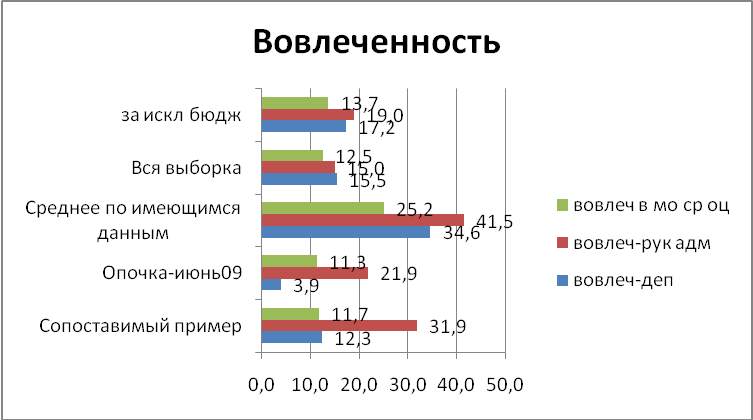 Вовлеченность
за искл бюдж
13,7
19,0
17,2
Вся выборка
12,5
15,0
15,5
Среднее по имеющимся
данным
25,2
41,5
34,6
Опочка-июнь09
11,3
21,9
3,9
Сопоставимый пример
11,7
31,9
12,3
0,0 10,0 20,0 30,0 40,0 50,0
вовлеч в мо ср оц
вовлеч-рук адм
вовлеч-деп